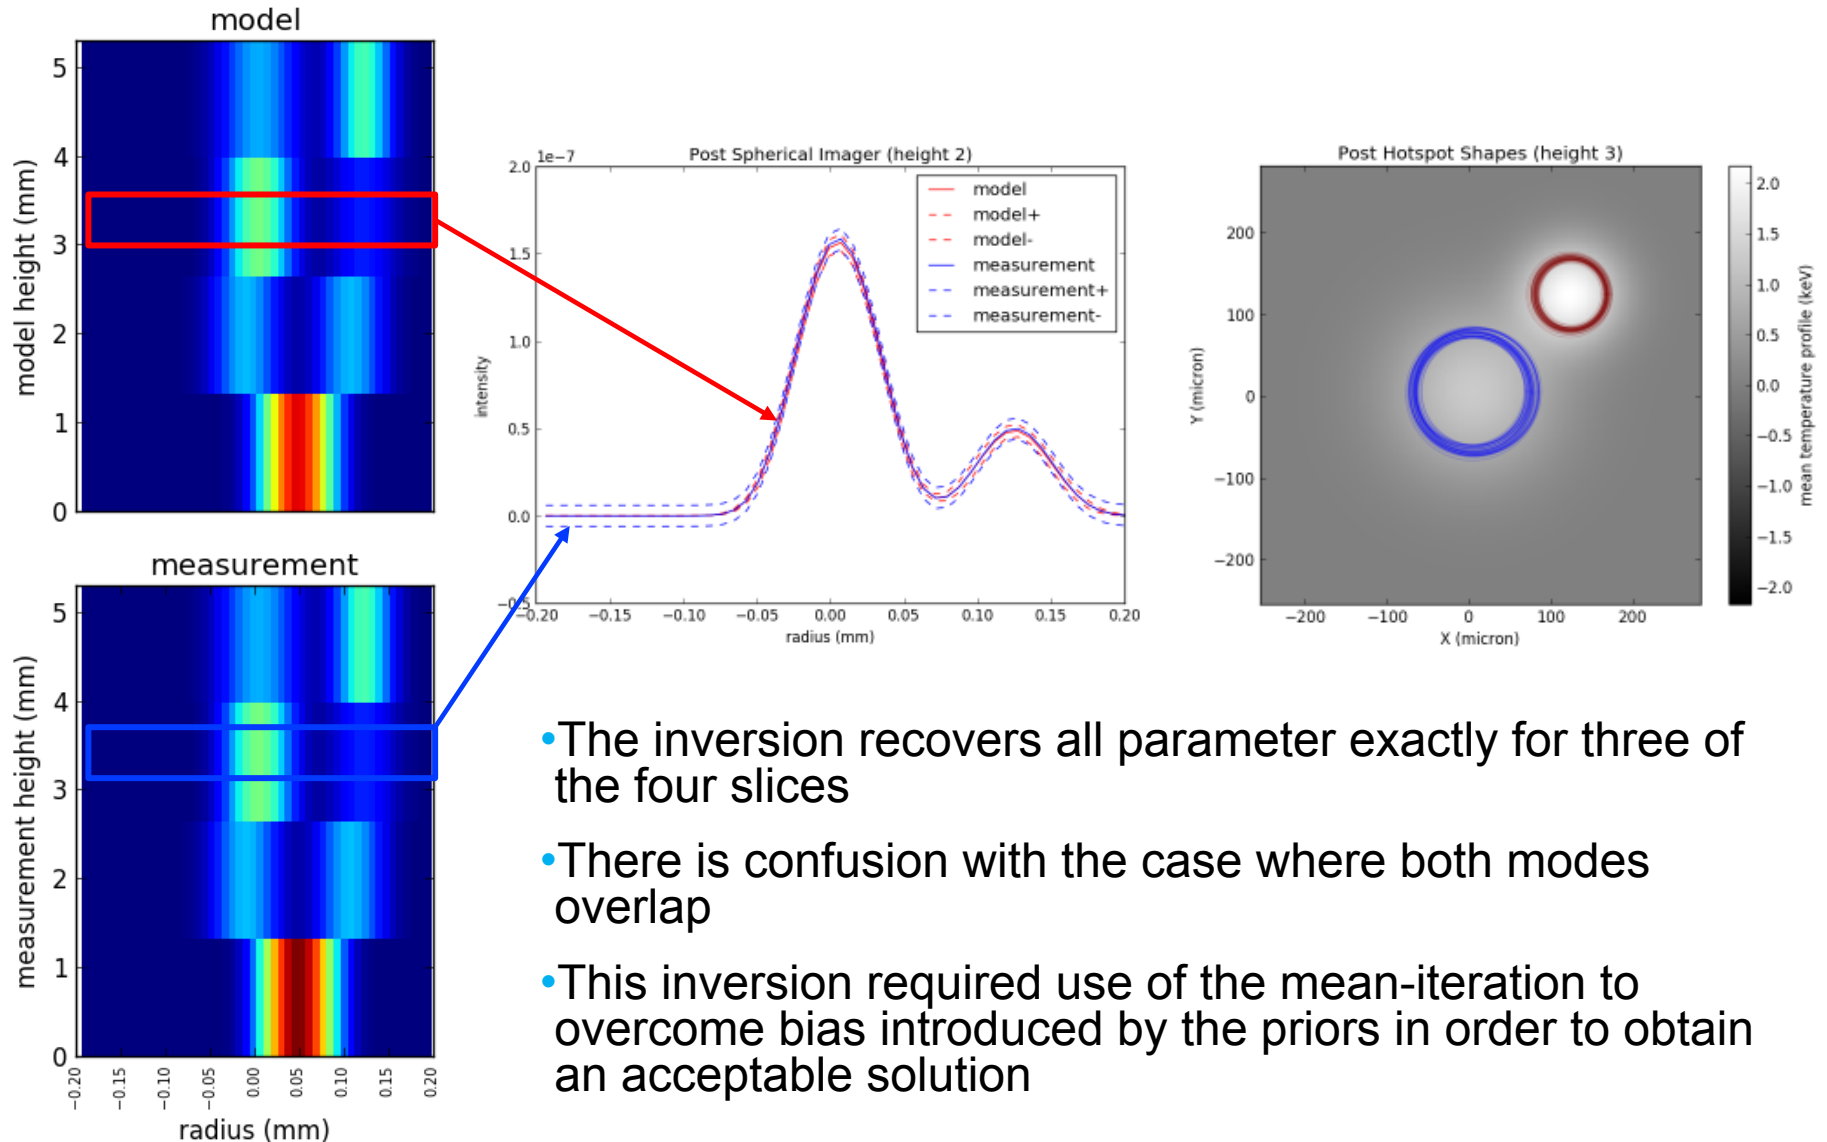 model
5
4
3
2
1
0
model height (mm)
measurement
5
4
3
2
1
0
measurement height (mm)
−0.20
−0.15
−0.10
−0.05
0.00
0.05
0.10
0.15
0.20
radius (mm)
Post Spherical Imager (height 2)
1e−7
2.0
1.5
1.0
0.5
0.0
−0.5
intensity
model
model+
model-
measurement
measurement+
measurement-
−0.20
−0.15
−0.10
−0.05
0.00
0.05
0.10
0.15
0.20
radius (mm)
Post Hotspot Shapes (height 3)
200
100
0
−100
−200
Y (micron)
−200
−100
0
100
200
X (micron)
2.0
1.5
1.0
0.5
0.0
−0.5
−1.0
−1.5
−2.0
mean temperature profile (keV)
•The inversion recovers all parameter exactly for three of
the four slices
•There is confusion with the case where both modes
overlap
•This inversion required use of the mean-iteration to
overcome bias introduced by the priors in order to obtain
an acceptable solution